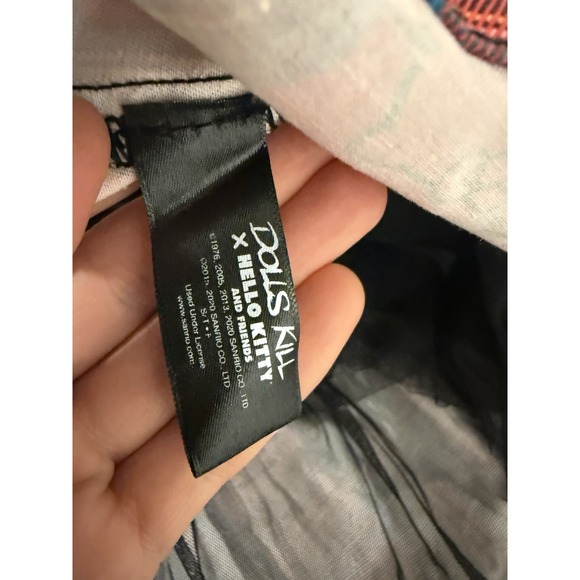 DOLLS KILL
X HELLO KITTY
AND FRIENDS
©1976, 2005, 2013, 2020 SANRIO CO., LTD
2020 SANRIO CO., LTD
Used Under License
www.sanrio.com